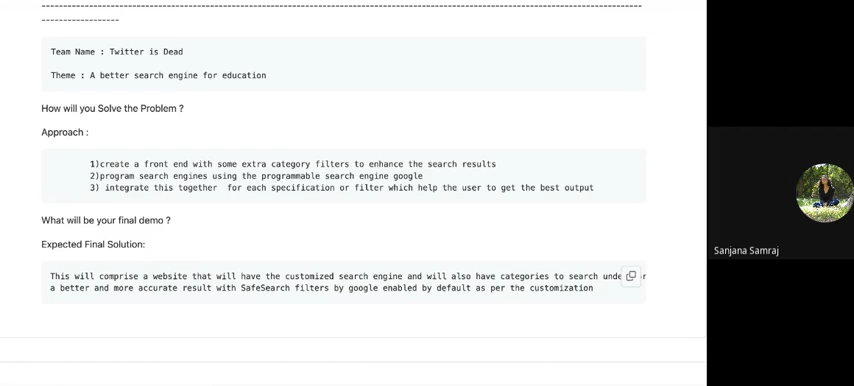 Team Name : Twitter is Dead
Theme : A better search engine for education
How will you Solve the Problem ?
Approach :
1)create a front end with some extra category filters to enhance the search results
2)program search engines using the programmable search engine google
3) integrate this together for each specification or filter which help the user to get the best output
What will be your final demo ?
Expected Final Solution:
This will comprise a website that will have the customized search engine and will also have categories to search
a better and more accurate result with SafeSearch filters by google enabled by default as per the customization
Sanjana Samraj